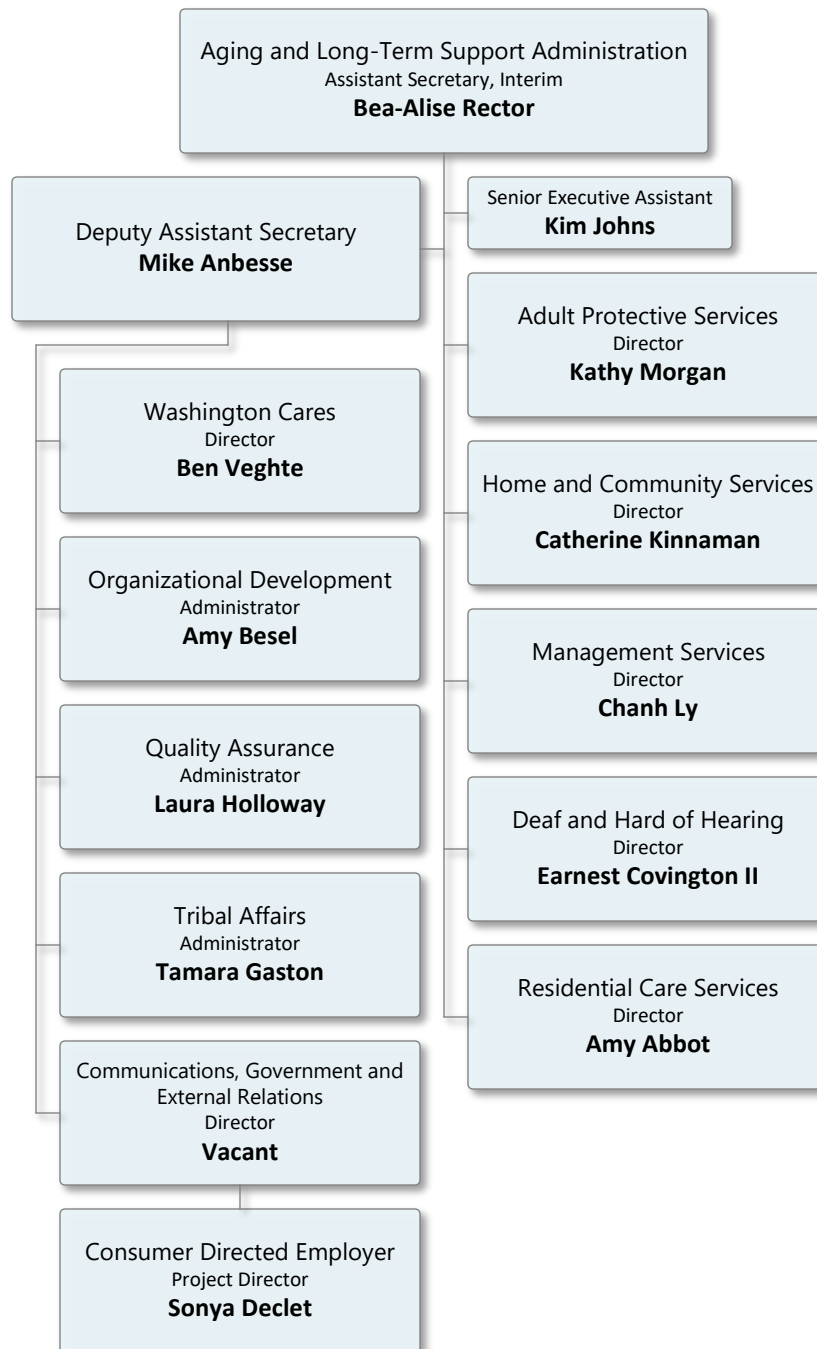 Aging and Long-Term Support Administration
Assistant Secretary, Interim
Bea-Alise Rector
Deputy Assistant Secretary
Mike Anbesse
Senior Executive Assistant
Kim Johns
Adult Protective Services
Director
Kathy Morgan
Washington Cares
Director
Ben Veghte
Home and Community Services
Director
Catherine Kinnaman
Organizational Development
Administrator
Amy Besel
Management Services
Director
Chanh Ly
Quality Assurance
Administrator
Laura Holloway
Deaf and Hard of Hearing
Director
Earnest Covington II
Tribal Affairs
Administrator
Tamara Gaston
Residential Care Services
Director
Amy Abbot
Communications, Government and
External Relations
Director
Vacant
Consumer Directed Employer
Project Director
Sonya Declet